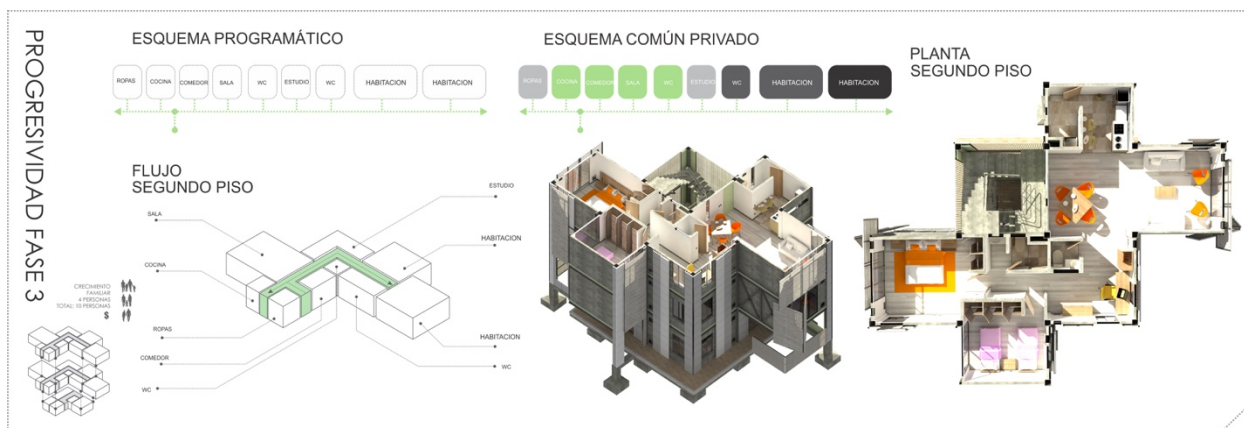 PROGRESIVIDAD FASE 3
ESQUEMA PROGRAMÁTICO
ROPAS
COCINA
COMEDOR
SALA
WC
ESTUDIO
WC
HABITACION
HABITACION
ESQUEMA COMÚN PRIVADO
ROPAS
COCINA
COMEDOR
SALA
WC
ESTUDIO
WC
HABITACION
HABITACION
PLANTA
SEGUNDO PISO
FLUJO
SEGUNDO PISO
SALA
COCINA
ROPAS
COMEDOR
WC
ESTUDIO
HABITACION
HABITACION
WC
CRECIMIENTO
FAMILIAR
4 PERSONAS
TOTAL: 10 PERSONAS
$